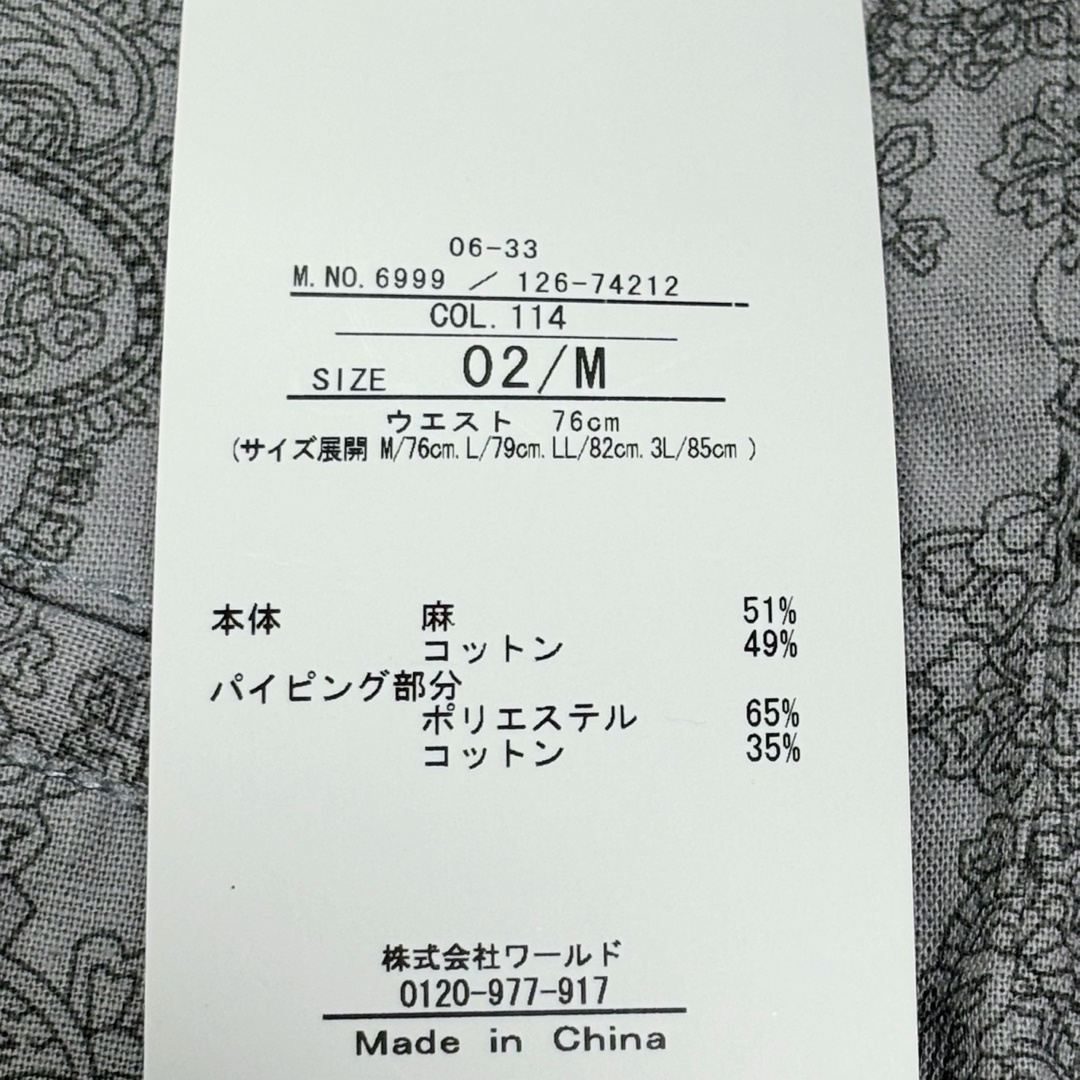 06-33
M.NO.6999 / 126-74212
COL.114
SIZE 02/M
ウエスト 76cm
(サイズ展開 M/76cm.L/79cm.LL/82cm.3L/85cm )
本体 麻 51%
コットン 49%
パイピング部分
ポリエステル 65%
コットン 35%
株式会社ワールド
0120-977-917
Made in China